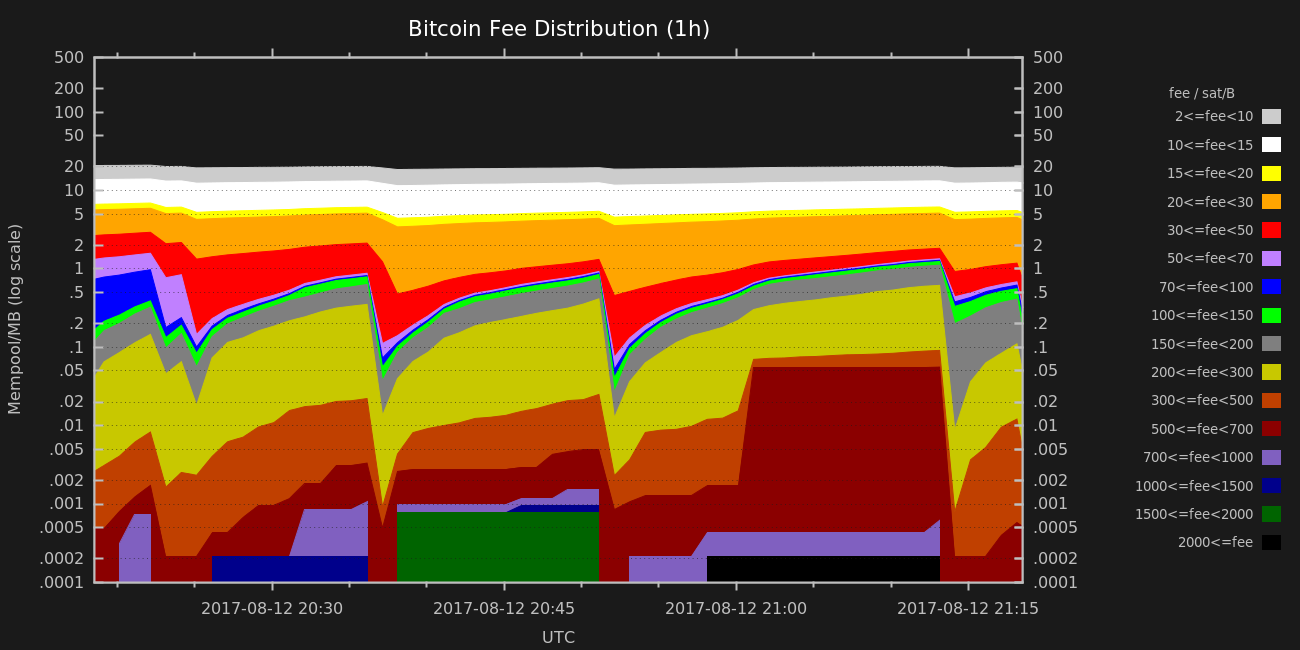 Bitcoin Fee Distribution (1h)
500 500
200 200
100 100
50 50
20 20
10 10
5 5
2 2
1 1
.5 .5
.2 .2
.1 .1
.05 .05
.02 .02
.01 .01
.005 .005
.002 .002
.001 .001
.0005 .0005
.0002 .0002
.0001 .0001
Mempool/MB (log scale)
2017-08-12 20:30 2017-08-12 20:45 2017-08-12 21:00 2017-08-12 21:15
UTC
fee / sat/B
2<=fee<10
10<=fee<15
15<=fee<20
20<=fee<30
30<=fee<50
50<=fee<70
70<=fee<100
100<=fee<150
150<=fee<200
200<=fee<300
300<=fee<500
500<=fee<700
700<=fee<1000
1000<=fee<1500
1500<=fee<2000
2000<=fee